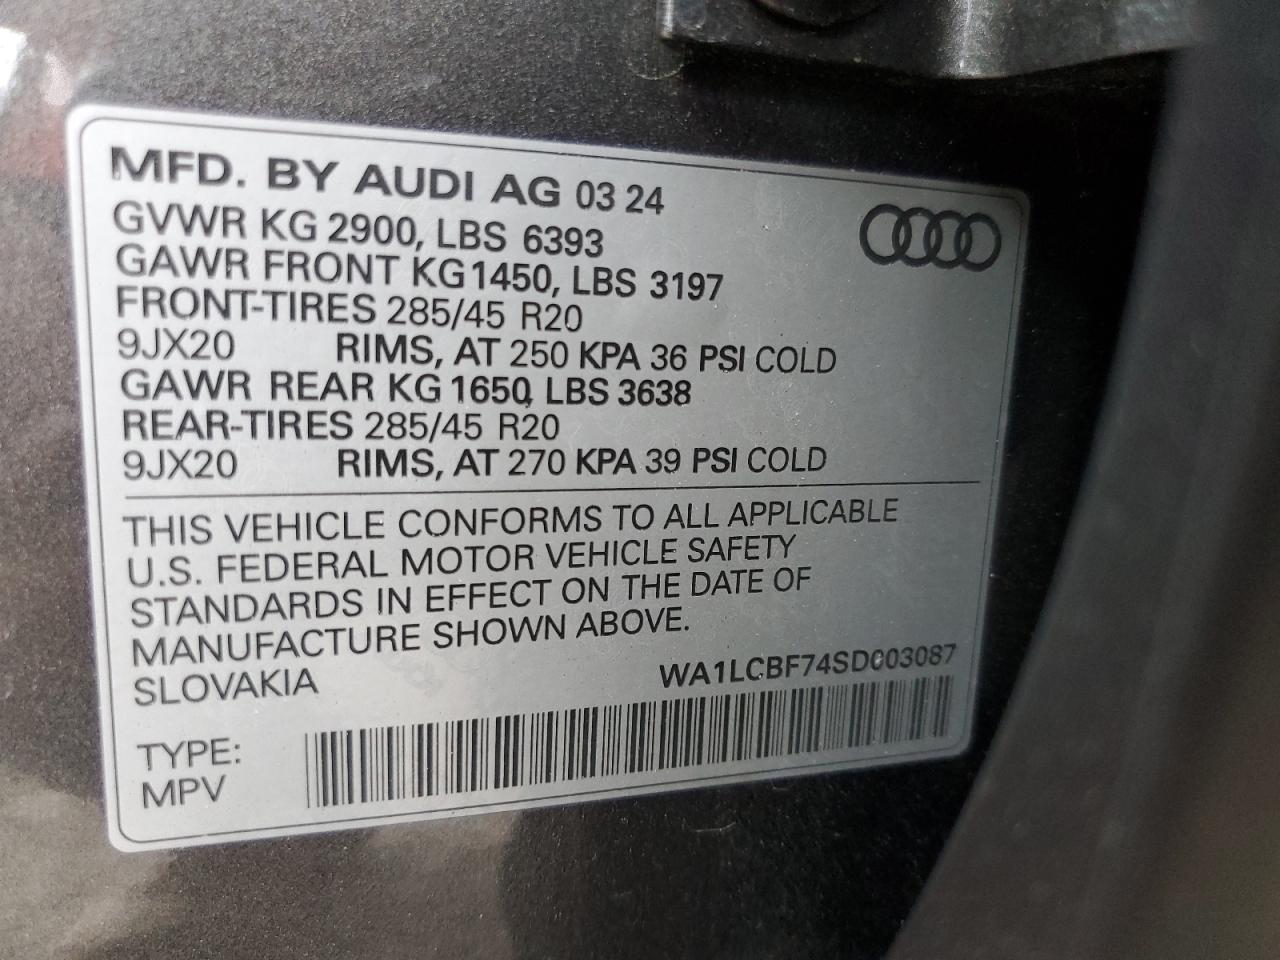 MFD. BY AUDI AG 03 24
GVWR KG 2900, LBS 6393
GAWR FRONT KG 1450, LBS 3197
FRONT-TIRES 285/45 R20
9JX20 RIMS, AT 250 KPA 36 PSI COLD
GAWR REAR KG 1650, LBS 3638
REAR-TIRES 285/45 R20
9JX20 RIMS, AT 270 KPA 39 PSI COLD
THIS VEHICLE CONFORMS TO ALL APPLICABLE
U.S. FEDERAL MOTOR VEHICLE SAFETY
STANDARDS IN EFFECT ON THE DATE OF
MANUFACTURE SHOWN ABOVE.
SLOVAKIA
WA1LCBF74SD003087
TYPE:
MPV